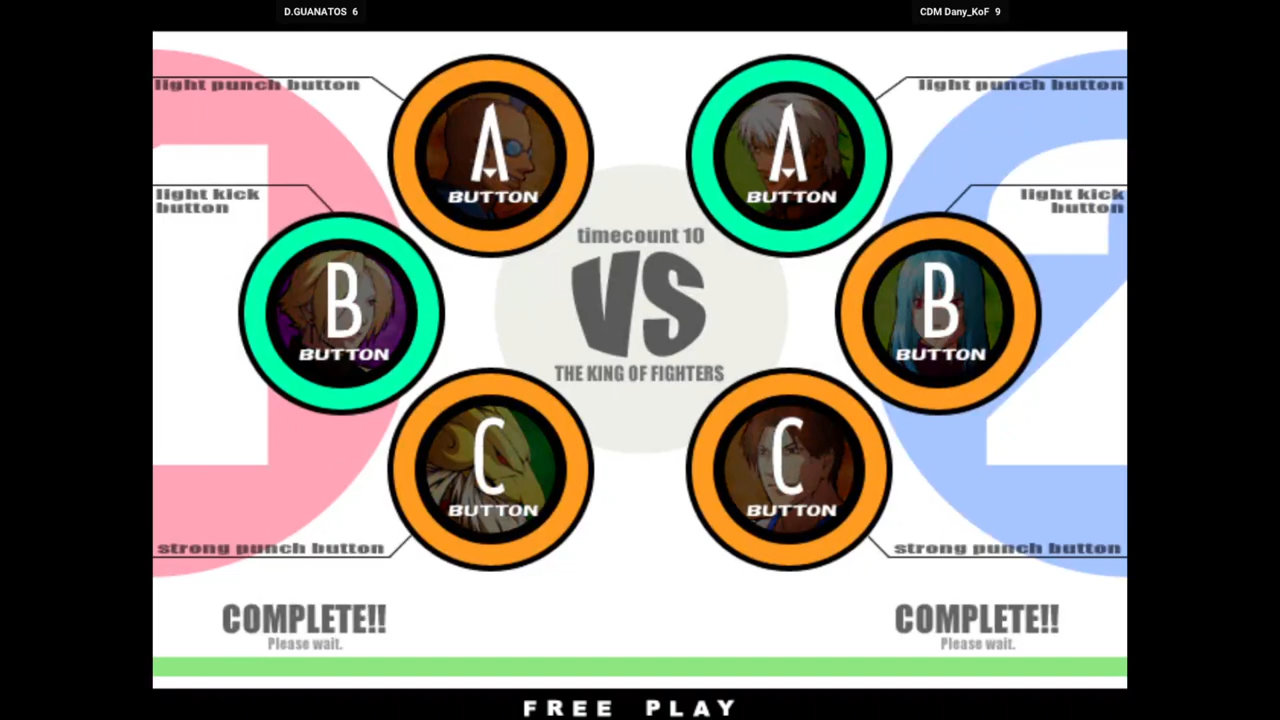 D.GUANATOS 6
CDM Dany_KoF 9
light punch button
light punch button
A
BUTTON
A
BUTTON
light kick
button
light kick
button
B
BUTTON
timecount 10
VS
THE KING OF FIGHTERS
B
BUTTON
C
BUTTON
C
BUTTON
strong punch button
strong punch button
COMPLETE!!
Please wait.
COMPLETE!!
Please wait.
FREE PLAY
1
2